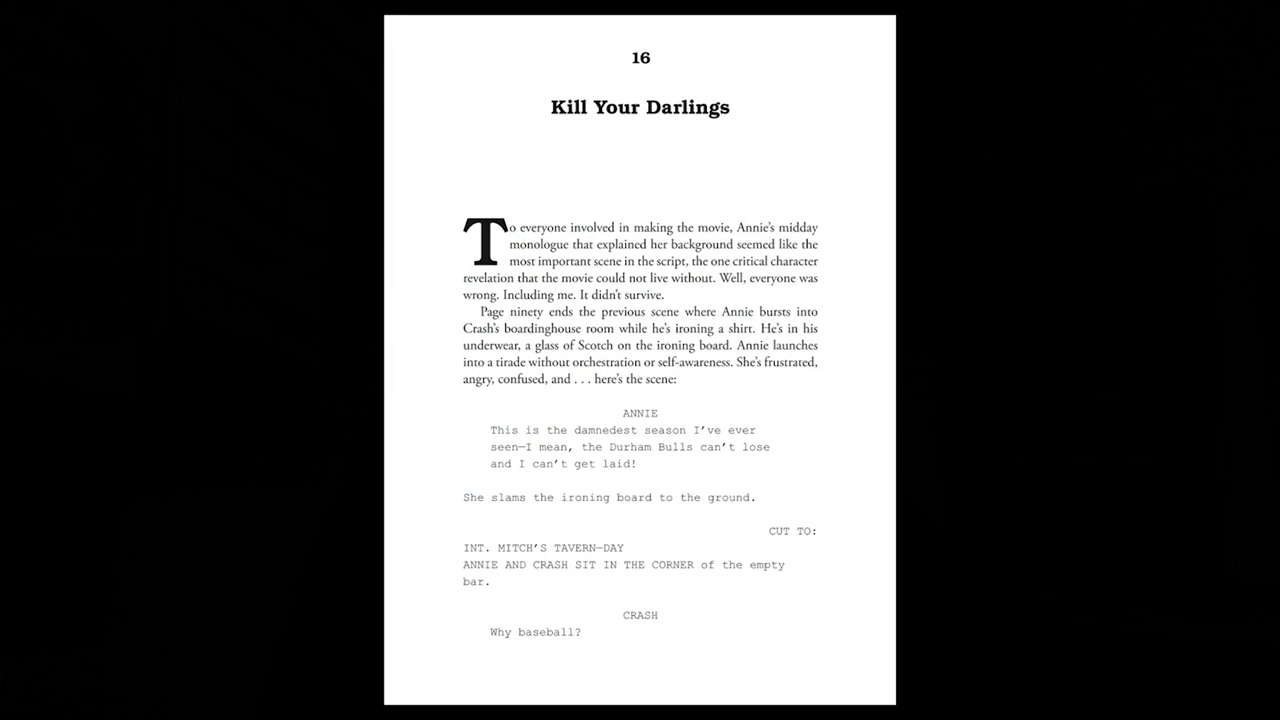 16
Kill Your Darlings
To everyone involved in making the movie, Annie’s midday
monologue that explained her background seemed like the
most important scene in the script, the one critical character
revelation that the movie could not live without. Well, everyone was
wrong. Including me. It didn’t survive.
Page ninety ends the previous scene where Annie bursts into
Crash’s boardinghouse room while he’s ironing a shirt. He’s in his
underwear, a glass of Scotch on the ironing board. Annie launches
into a tirade without orchestration or self-awareness. She’s frustrated,
angry, confused, and . . . here’s the scene:
ANNIE
This is the damnedest season I’ve ever
seen—I mean, the Durham Bulls can’t lose
and I can’t get laid!
She slams the ironing board to the ground.
CUT TO:
INT. MITCH’S TAVERN—DAY
ANNIE AND CRASH SIT IN THE CORNER of the empty
bar.
CRASH
Why baseball?